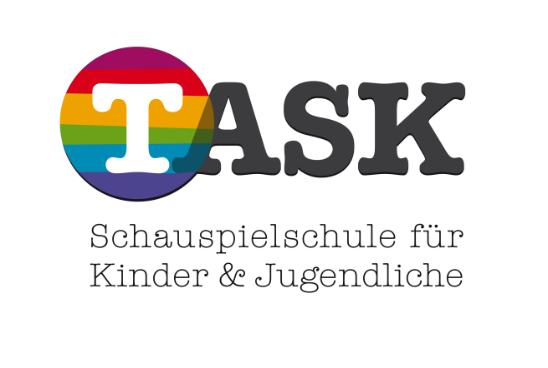 TASK
Schauspielschule für
Kinder & Jugendliche